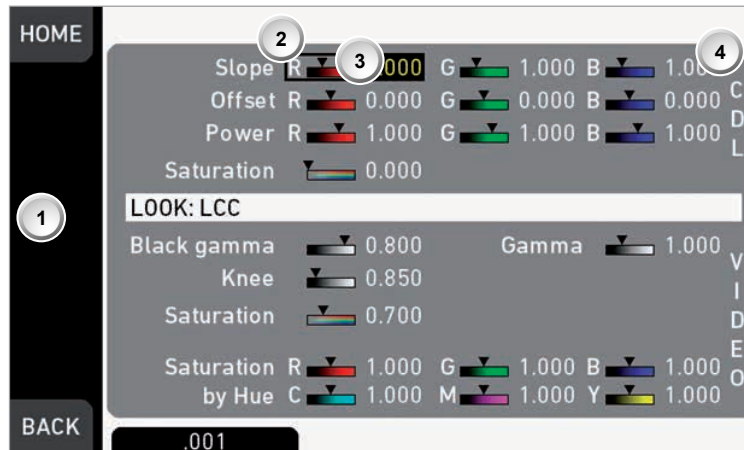 HOME
2
3
4
Slope R .000 G 1.000 B 1.00
Offset R 0.000 G 0.000 B 0.000
Power R 1.000 G 1.000 B 1.000
Saturation 0.000
CDL
1
LOOK: LCC
Black gamma 0.800 Gamma 1.000
Knee 0.850
Saturation 0.700
Saturation R 1.000 G 1.000 B 1.000
by Hue C 1.000 M 1.000 Y 1.000
VIDEO
BACK
.001